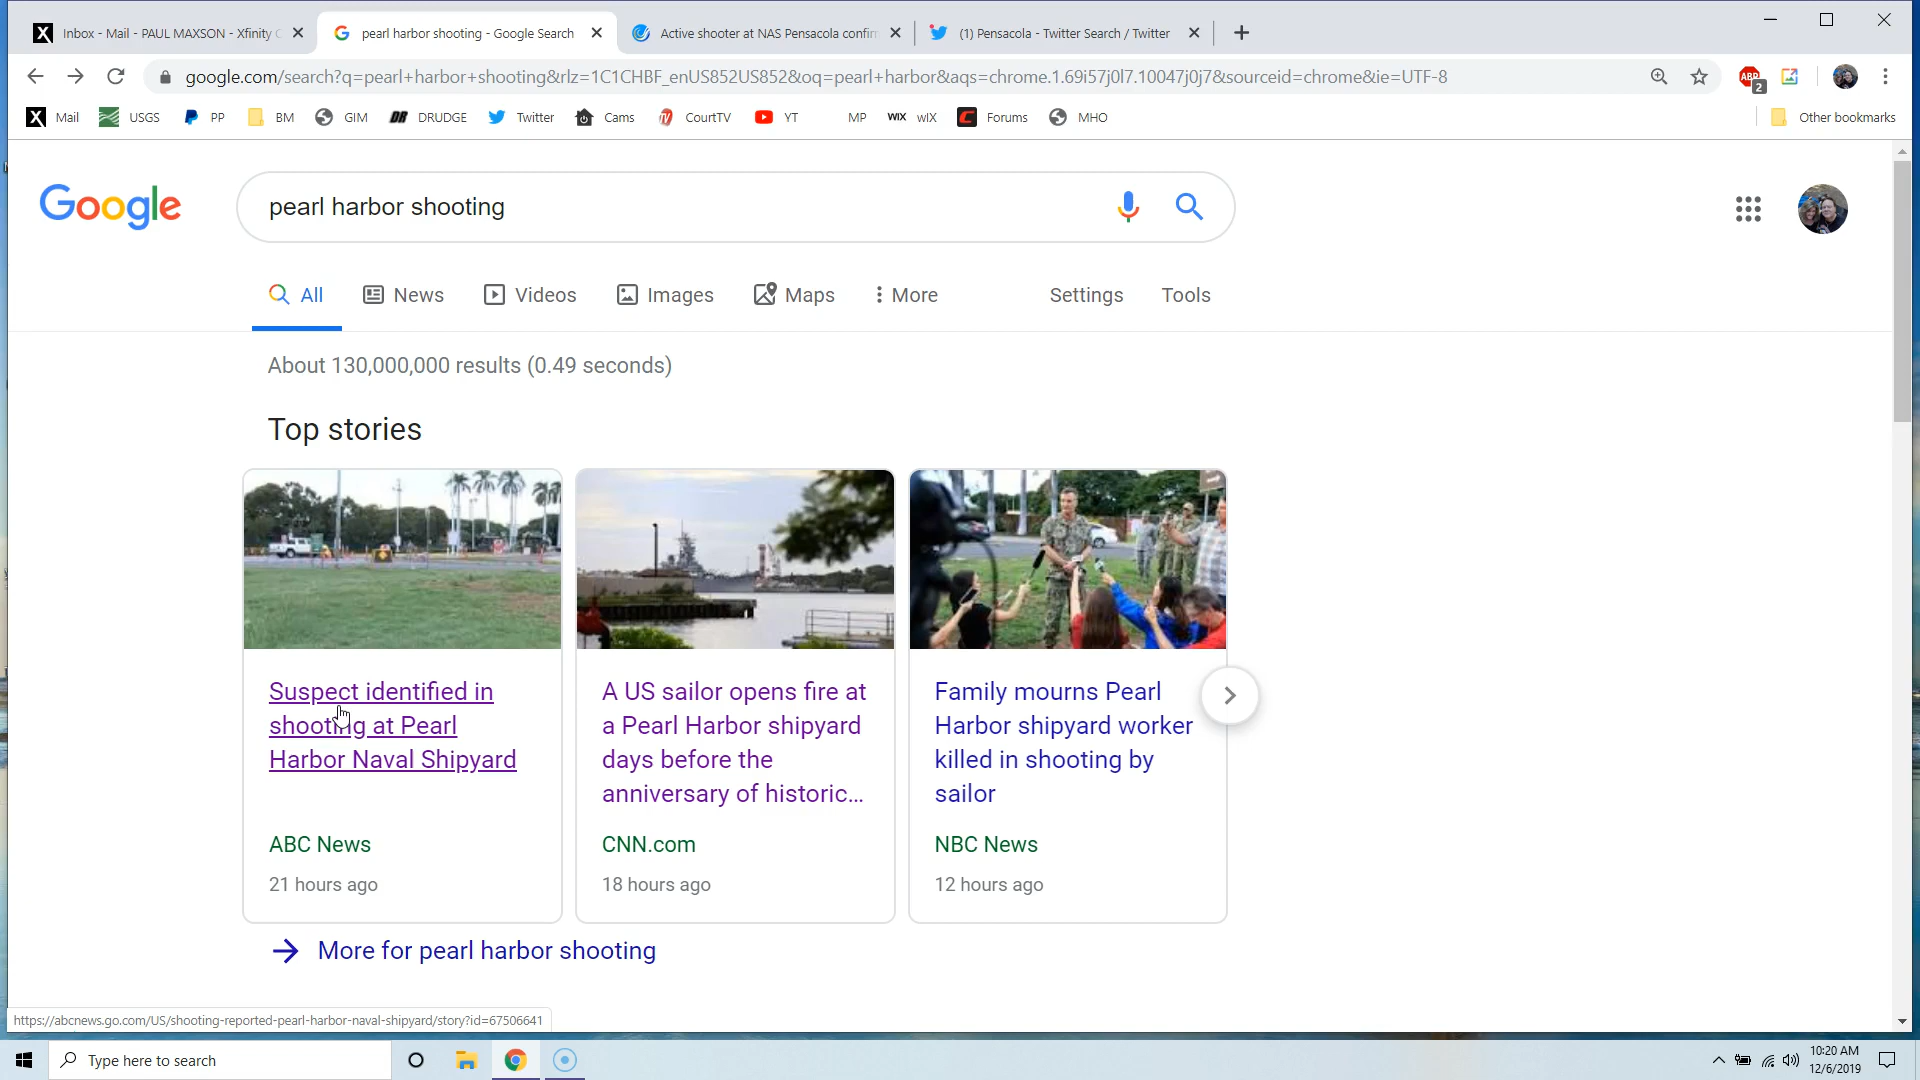 Inbox - Mail - PAUL MAXSON - Xfinity C
pearl harbor shooting - Google Search
Active shooter at NAS Pensacola confir
(1) Pensacola - Twitter Search / Twitter
google.com/search?q=pearl+harbor+shooting&rlz=1C1CHBF_enUS852US852&oq=pearl+harbor&aqs=chrome.1.69i57j0l7.10047j0j7&sourceid=chrome&ie=UTF-8
ABP
2
X Mail
USGS
PP
BM
GIM
DR DRUDGE
Twitter
Cams
CourtTV
YT
MP
WIX wIX
C Forums
MHO
Other bookmarks
Google
pearl harbor shooting
All
News
Videos
Images
Maps
More
Settings
Tools
About 130,000,000 results (0.49 seconds)
Top stories
Suspect identified in
shooting at Pearl
Harbor Naval Shipyard
ABC News
21 hours ago
A US sailor opens fire at
a Pearl Harbor shipyard
days before the
anniversary of historic...
CNN.com
18 hours ago
Family mourns Pearl
Harbor shipyard worker
killed in shooting by
sailor
NBC News
12 hours ago
More for pearl harbor shooting
https://abcnews.go.com/US/shooting-reported-pearl-harbor-naval-shipyard/story?id=67506641
Type here to search
10:20 AM
12/6/2019